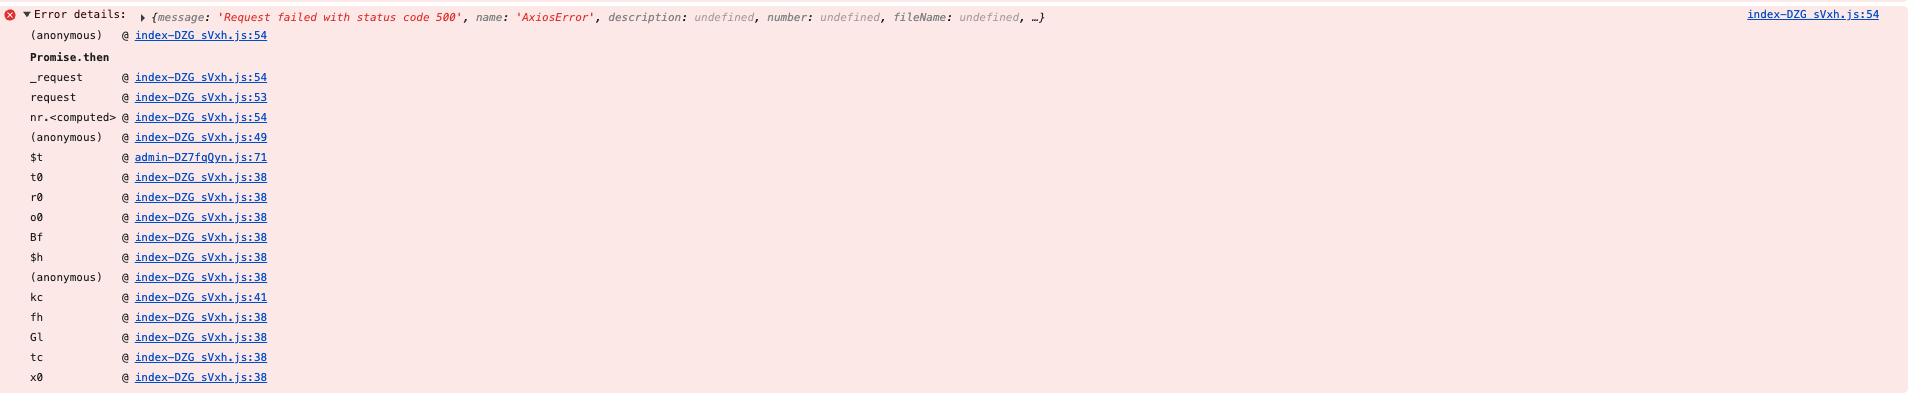 Error details: {message: 'Request failed with status code 500', name: 'AxiosError', description: undefined, number: undefined, fileName: undefined, …} index-DZG_sVxh.js:54
(anonymous) @ index-DZG_sVxh.js:54
Promise.then
_request @ index-DZG_sVxh.js:54
request @ index-DZG_sVxh.js:53
nr.<computed> @ index-DZG_sVxh.js:54
(anonymous) @ index-DZG_sVxh.js:49
$t @ admin-DZ7fqQyn.js:71
t0 @ index-DZG_sVxh.js:38
r0 @ index-DZG_sVxh.js:38
o0 @ index-DZG_sVxh.js:38
Bf @ index-DZG_sVxh.js:38
$h @ index-DZG_sVxh.js:38
(anonymous) @ index-DZG_sVxh.js:38
kc @ index-DZG_sVxh.js:41
fh @ index-DZG_sVxh.js:38
Gl @ index-DZG_sVxh.js:38
tc @ index-DZG_sVxh.js:38
x0 @ index-DZG_sVxh.js:38